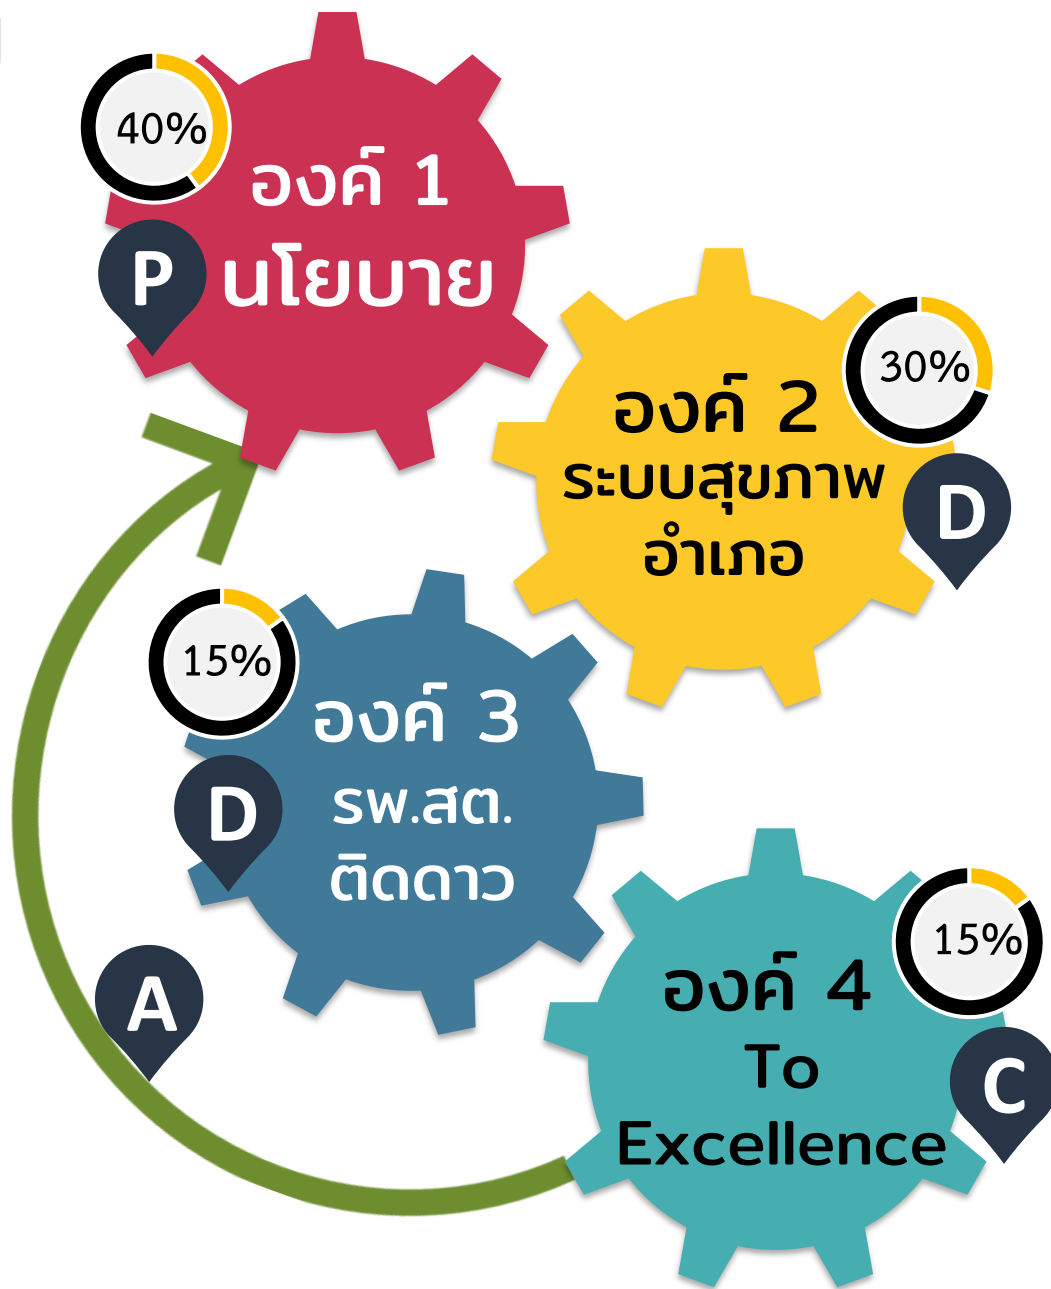 40%
องค์ 1
นโยบาย
P
30%
องค์ 2
ระบบสุขภาพ
อำเภอ
D
15%
องค์ 3
รพ.สต.
ติดดาว
D
A
15%
องค์ 4
To
Excellence
C